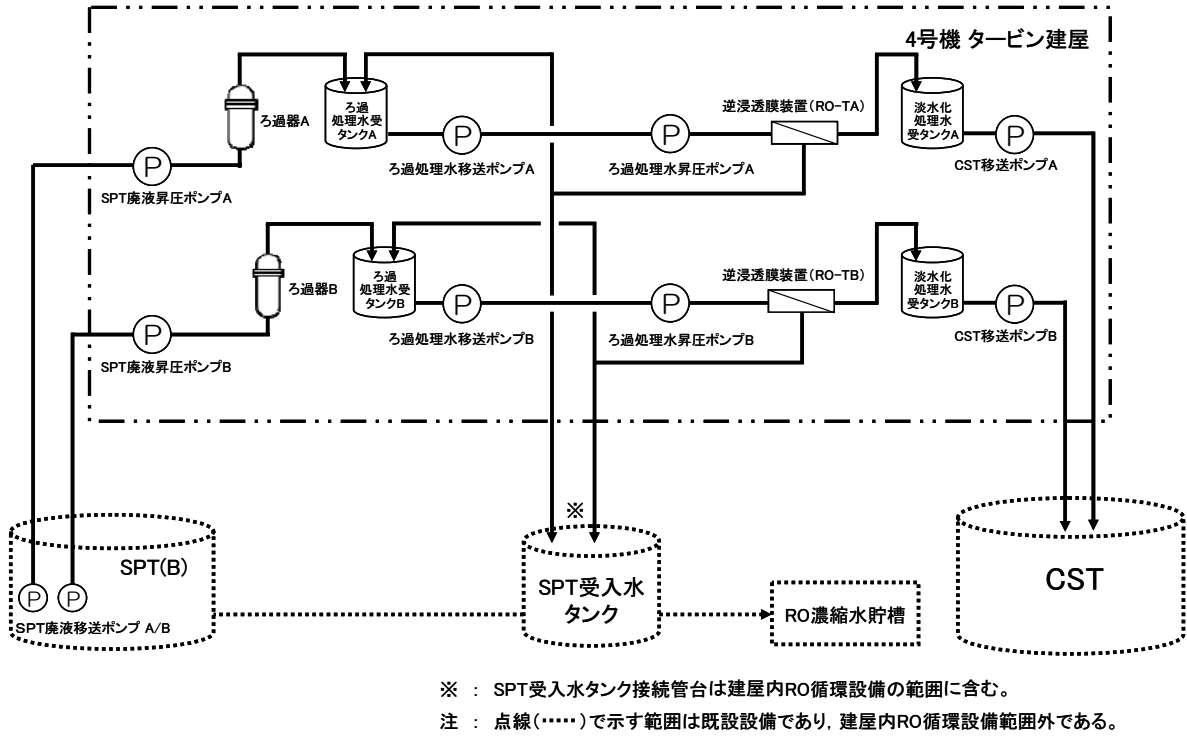 4号機 タービン建屋
ろ過器A
ろ過
処理水受
タンクA
P
ろ過処理水移送ポンプA
P
ろ過処理水昇圧ポンプA
逆浸透膜装置(RO-TA)
淡水化
処理水
受タンクA
P
CST移送ポンプA
P
SPT廃液昇圧ポンプA
ろ過器B
ろ過
処理水受
タンクB
P
ろ過処理水移送ポンプB
P
ろ過処理水昇圧ポンプB
逆浸透膜装置(RO-TB)
淡水化
処理水
受タンクB
P
CST移送ポンプB
P
SPT廃液昇圧ポンプB
SPT(B)
P
P
SPT廃液移送ポンプ A/B
※
SPT受入水
タンク
RO濃縮水貯槽
CST
※ : SPT受入水タンク接続管台は建屋内RO循環設備の範囲に含む。
注 : 点線(・・・・・)で示す範囲は既設設備であり,建屋内RO循環設備範囲外である。